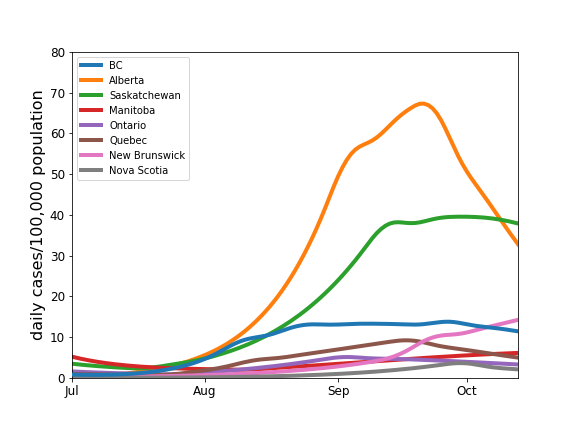 daily cases/100,000 population
80
70
60
50
40
30
20
10
0
BC
Alberta
Saskatchewan
Manitoba
Ontario
Quebec
New Brunswick
Nova Scotia
Jul Aug Sep Oct